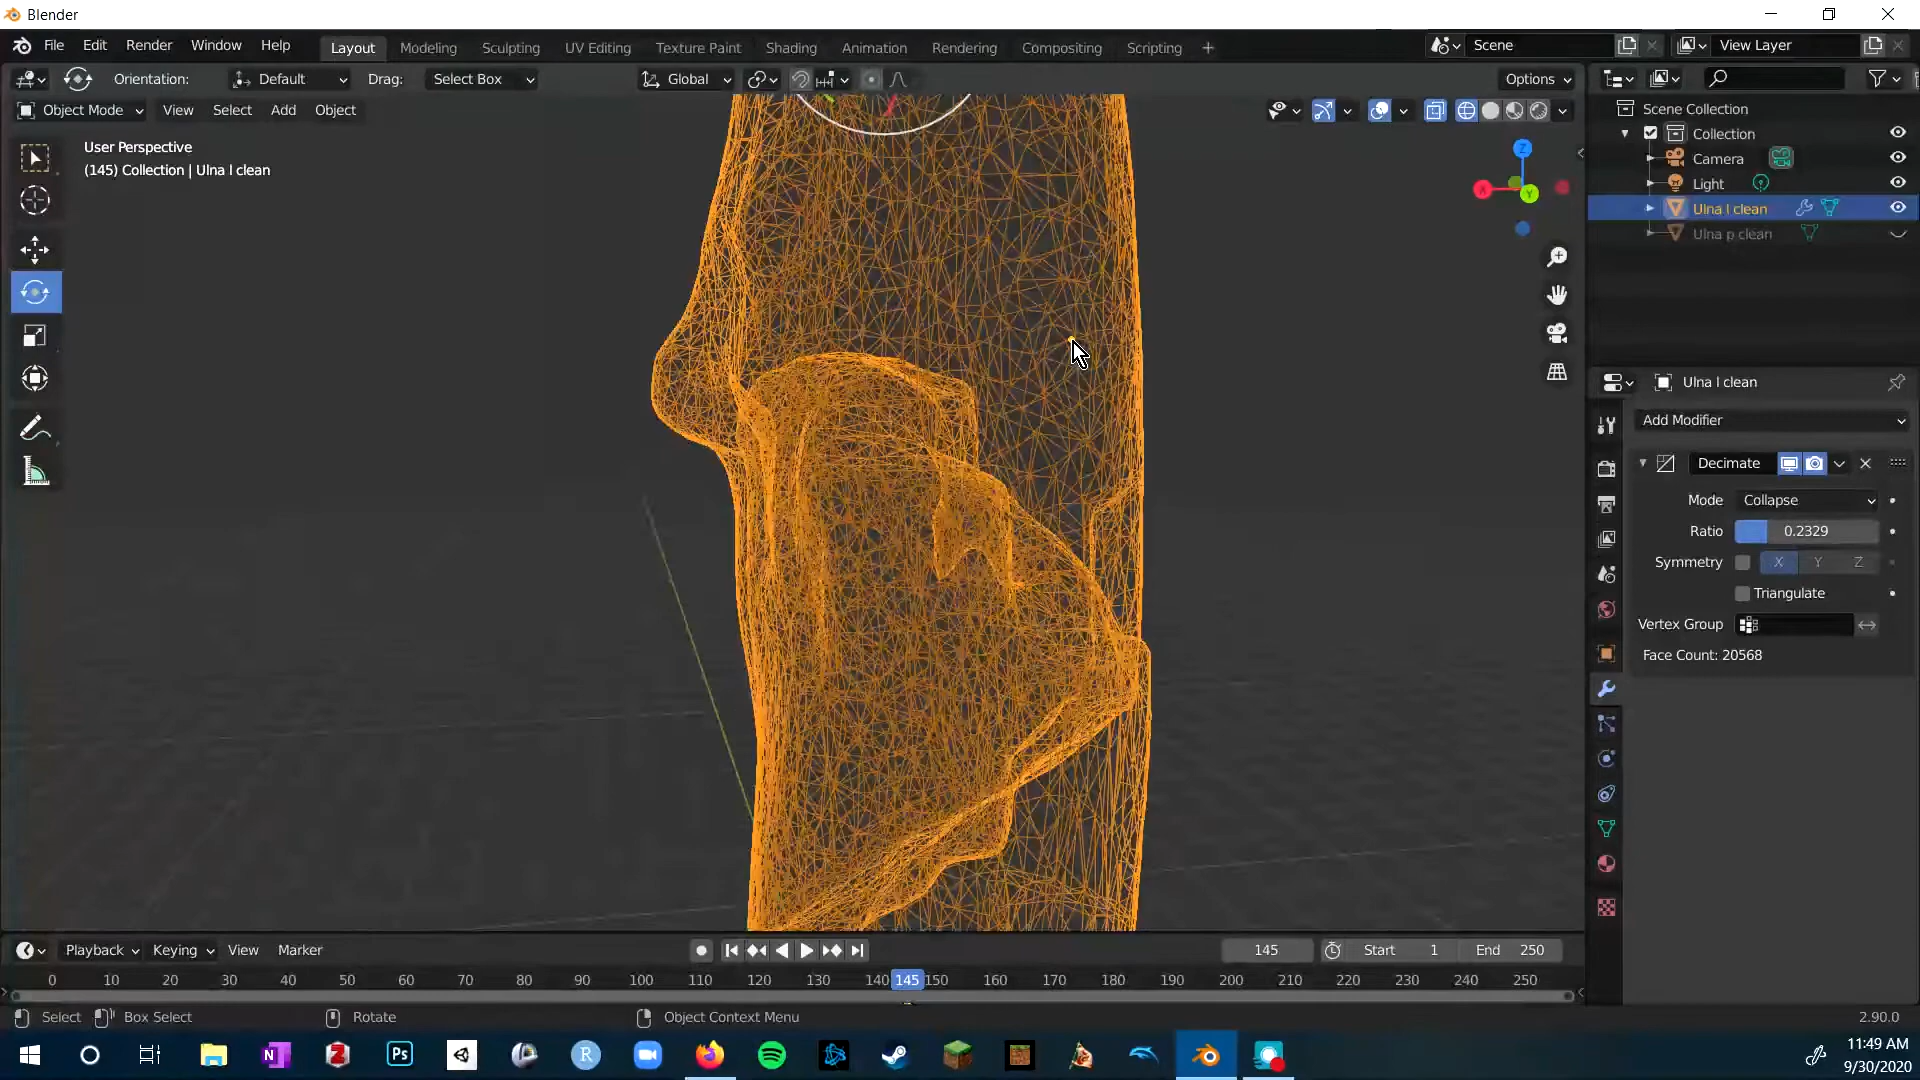 Blender
File Edit Render Window Help Layout Modeling Sculpting UV Editing Texture Paint Shading Animation Rendering Compositing Scripting + Scene View Layer
Orientation: Default Drag: Select Box Global Options
Object Mode View Select Add Object
User Perspective
(145) Collection | Ulna l clean
Z
X
Y
Scene Collection
Collection
Camera
Light
Ulna l clean
Ulna p clean
Ulna l clean
Add Modifier
Decimate
Mode Collapse
Ratio 0.2329
Symmetry X Y Z
Triangulate
Vertex Group
Face Count: 20568
Playback Keying View Marker 145 Start 1 End 250
0 10 20 30 40 50 60 70 80 90 100 110 120 130 140 145 150 160 170 180 190 200 210 220 230 240 250
Select Box Select Rotate Object Context Menu 2.90.0
N Z Ps R
11:49 AM
9/30/2020